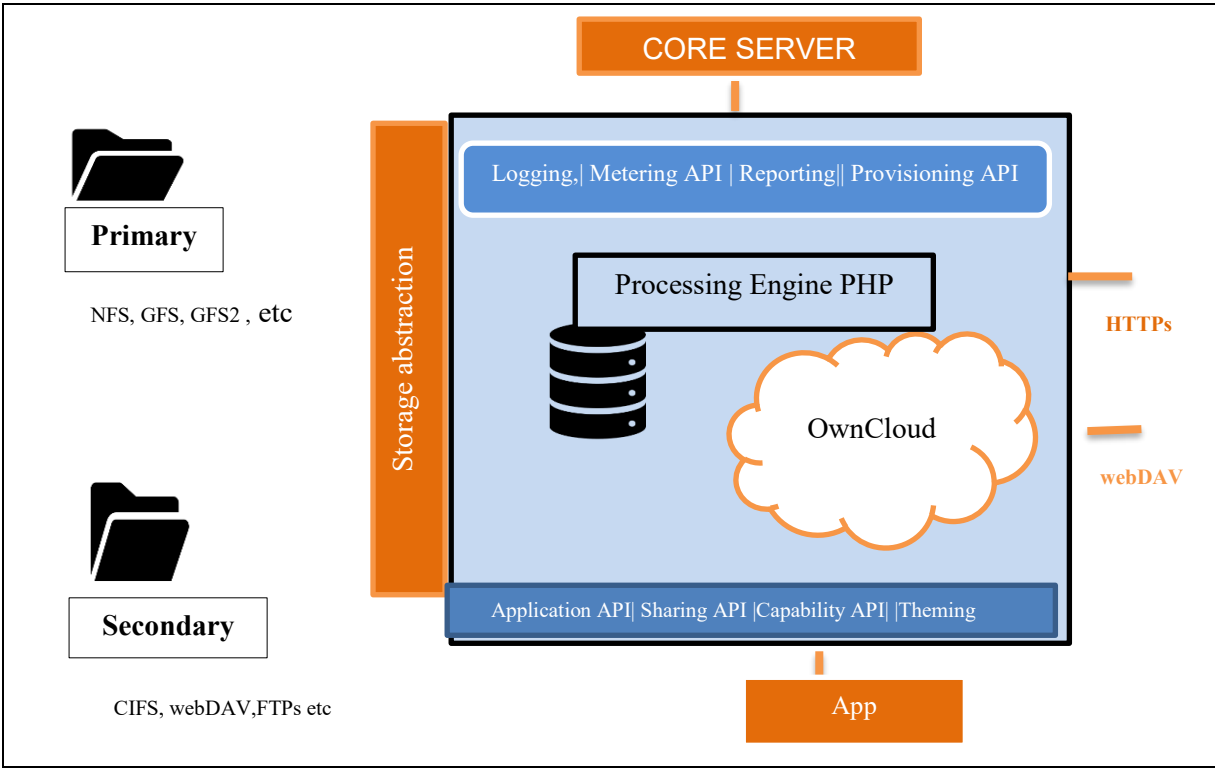 CORE SERVER
Logging,| Metering API | Reporting|| Provisioning API
Primary
Processing Engine PHP
NFS, GFS, GFS2 , etc
HTTPs
Storage abstraction
OwnCloud
webDAV
Application API| Sharing API |Capability API| |Theming
Secondary
CIFS, webDAV,FTPs etc
App